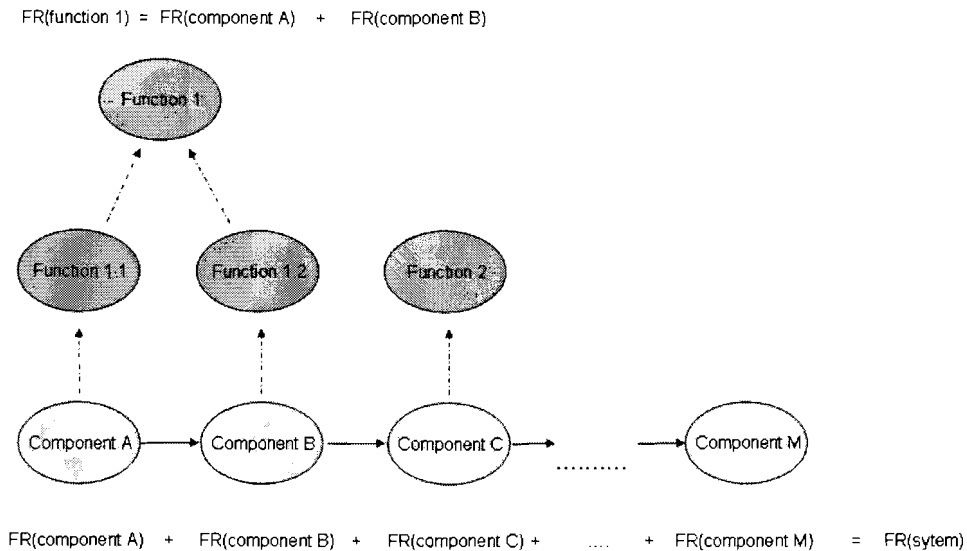 FR(function 1) = FR(component A) + FR(component B)
Function 1
Function 1.1 Function 1.2 Function 2
Component A Component B Component C .......... Component M
FR(component A) + FR(component B) + FR(component C) + .... + FR(component M) = FR(sytem)